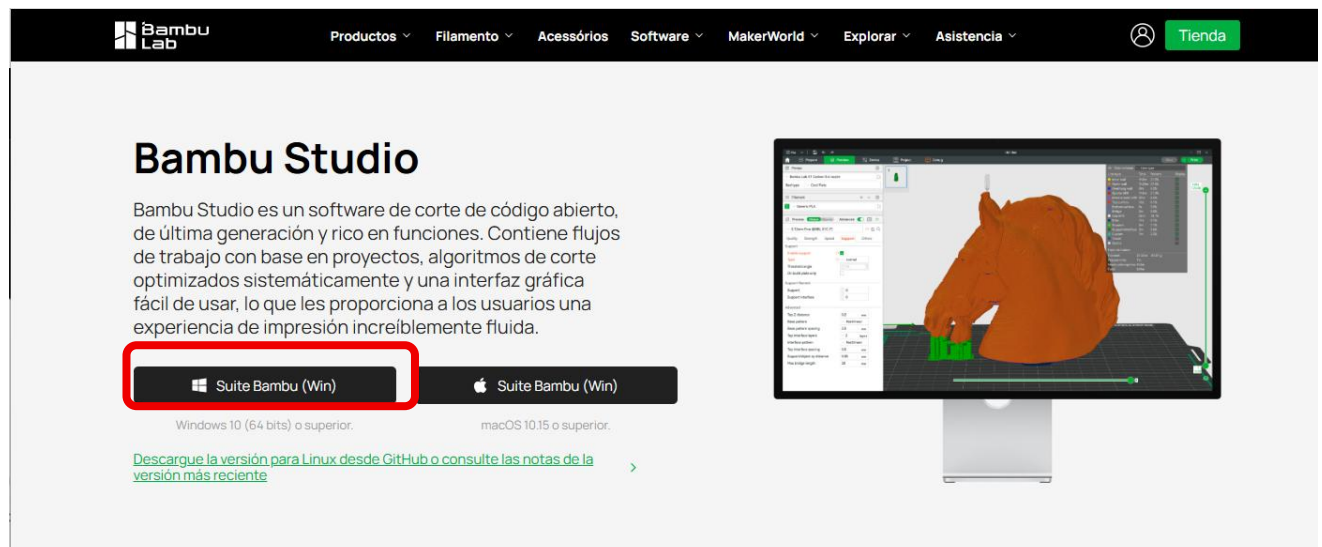 Bambu
Lab
Productos
Filamento
Acessórios
Software
MakerWorld
Explorar
Asistencia
Tienda
Bambu Studio
Bambu Studio es un software de corte de código abierto,
de última generación y rico en funciones. Contiene flujos
de trabajo con base en proyectos, algoritmos de corte
optimizados sistemáticamente y una interfaz gráfica
fácil de usar, lo que les proporciona a los usuarios una
experiencia de impresión increíblemente fluida.
Suite Bambu (Win)
Suite Bambu (Win)
Windows 10 (64 bits) o superior.
macOS 10.15 o superior.
Descargue la versión para Linux desde GitHub o consulte las notas de la
versión más reciente